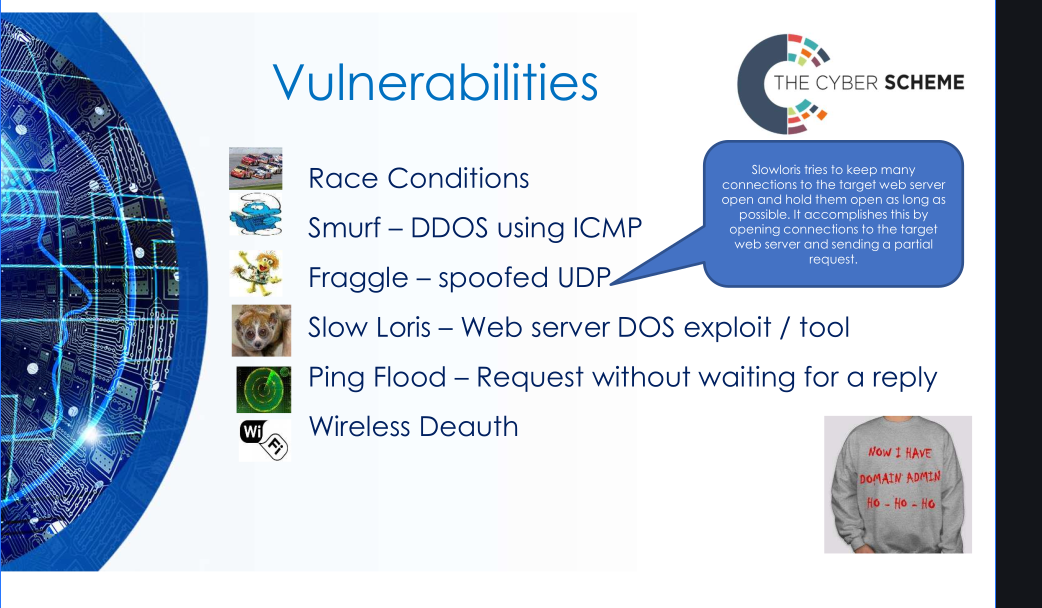 Vulnerabilities
THE CYBER SCHEME
Race Conditions
Smurf – DDOS using ICMP
Fraggle – spoofed UDP
Slow Loris – Web server DOS exploit / tool
Ping Flood – Request without waiting for a reply
Wireless Deauth
Slowloris tries to keep many
connections to the target web server
open and hold them open as long as
possible. It accomplishes this by
opening connections to the target
web server and sending a partial
request.
Wi
Fi
NOW I HAVE
DOMAIN ADMIN
HO - HO - HO